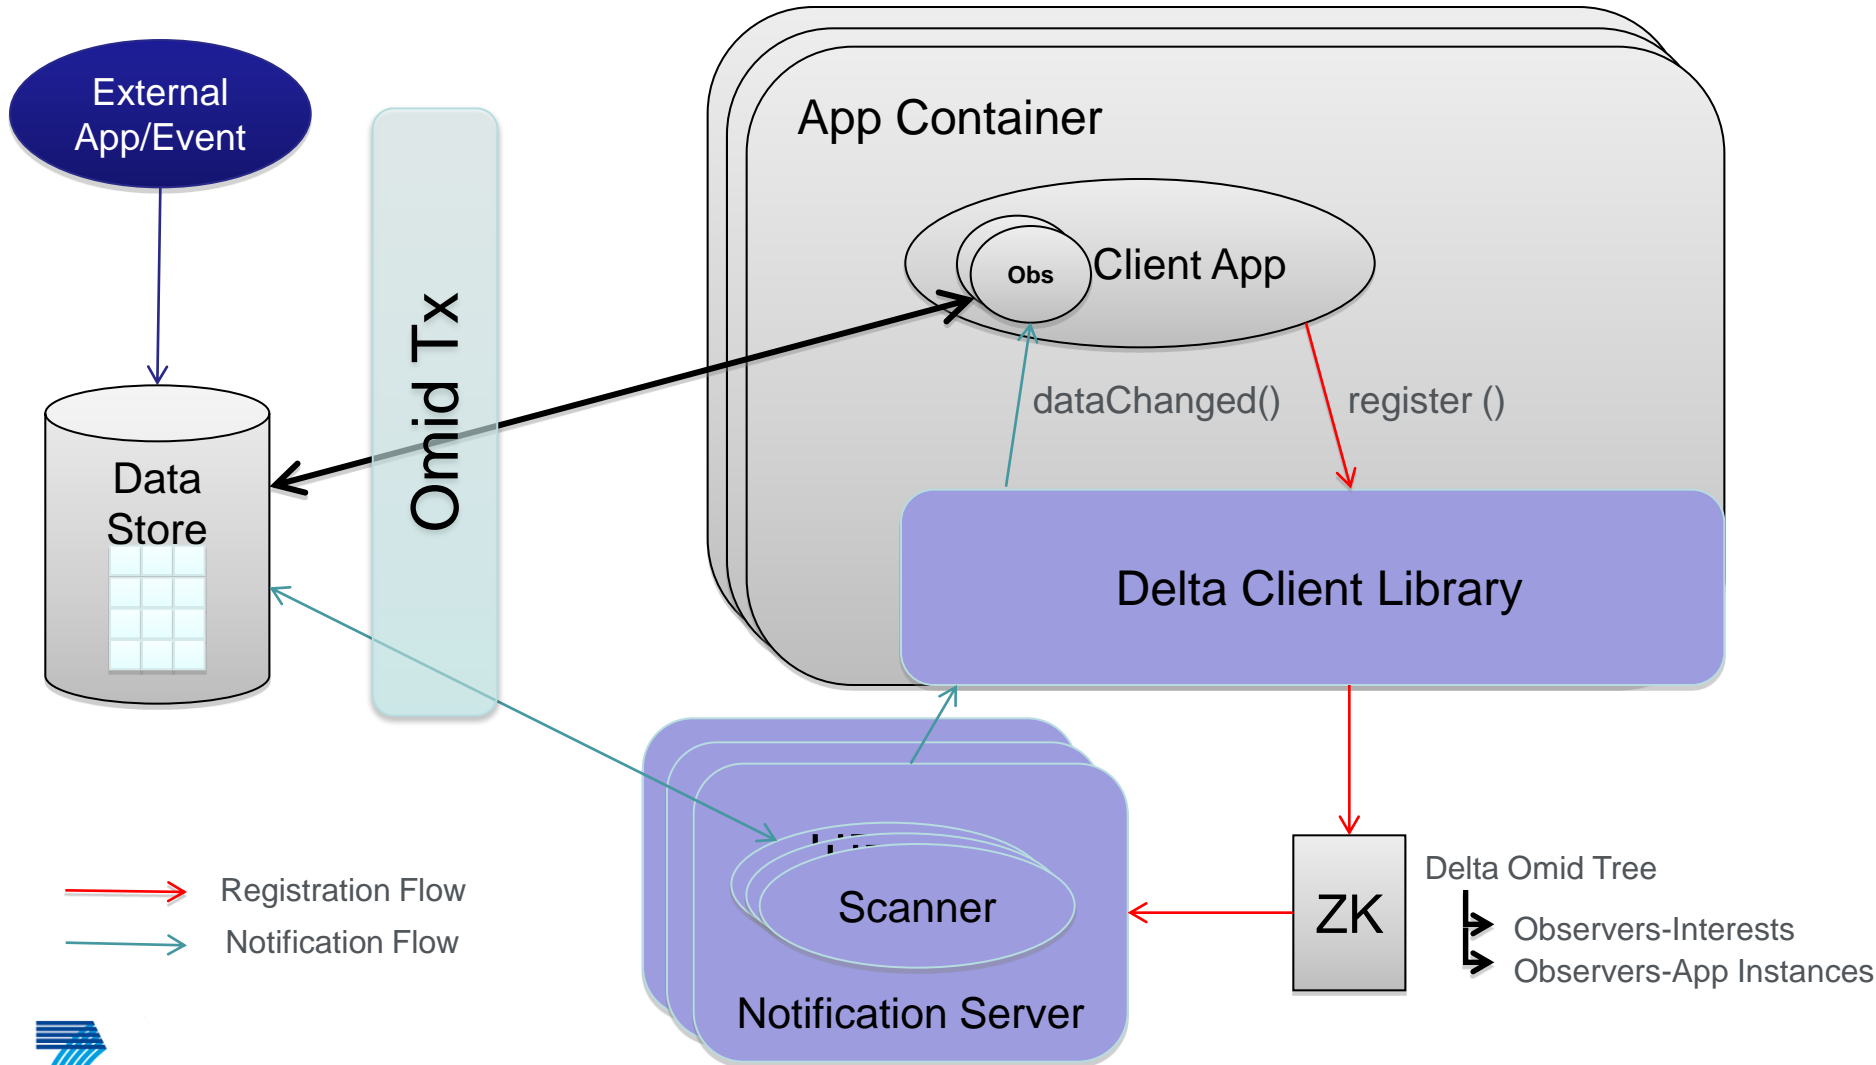 External
App/Event
App Container
Omid Tx
Obs
Client App
dataChanged()
register ()
Data
Store
Delta Client Library
Scanner
Notification Server
ZK
Delta Omid Tree
Observers-Interests
Observers-App Instances
Registration Flow
Notification Flow